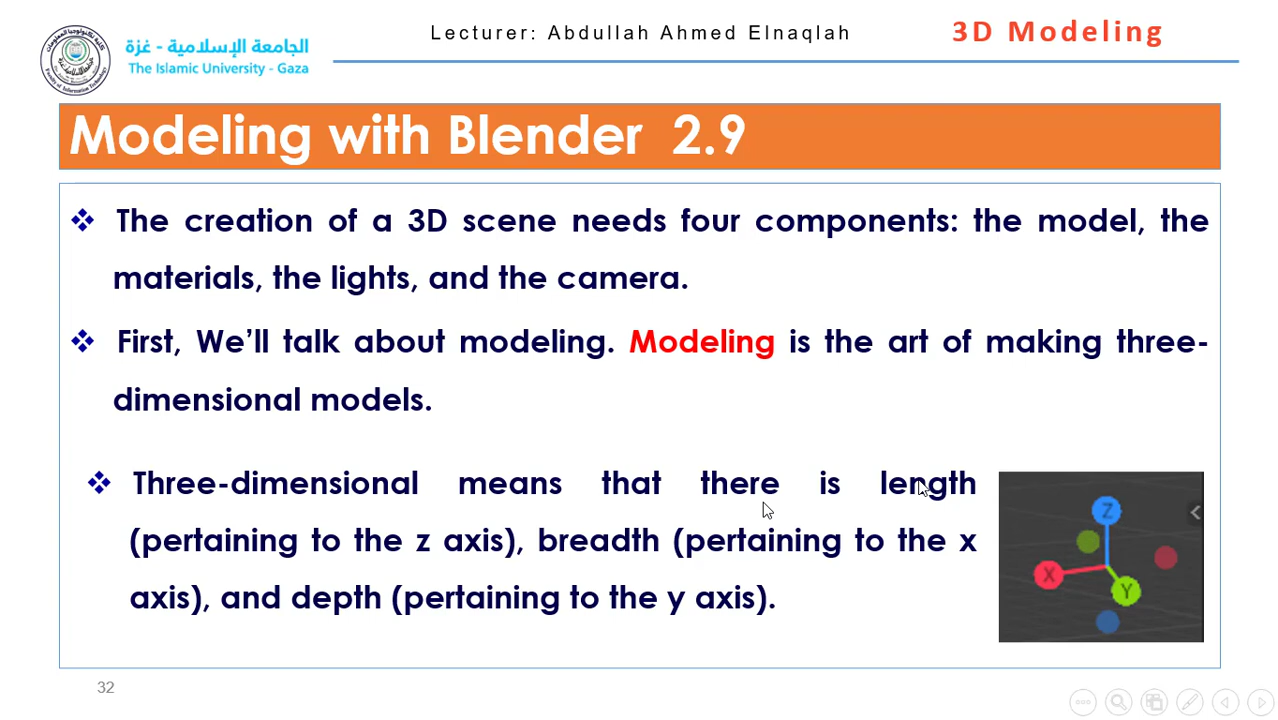 الجامعة الإسلامية - غزة
The Islamic University - Gaza
Lecturer: Abdullah Ahmed Elnaqlah
3D Modeling
Modeling with Blender 2.9
The creation of a 3D scene needs four components: the model, the
materials, the lights, and the camera.
First, We’ll talk about modeling. Modeling is the art of making three-
dimensional models.
Three-dimensional means that there is length
(pertaining to the z axis), breadth (pertaining to the x
axis), and depth (pertaining to the y axis).
Z
X
Y
32